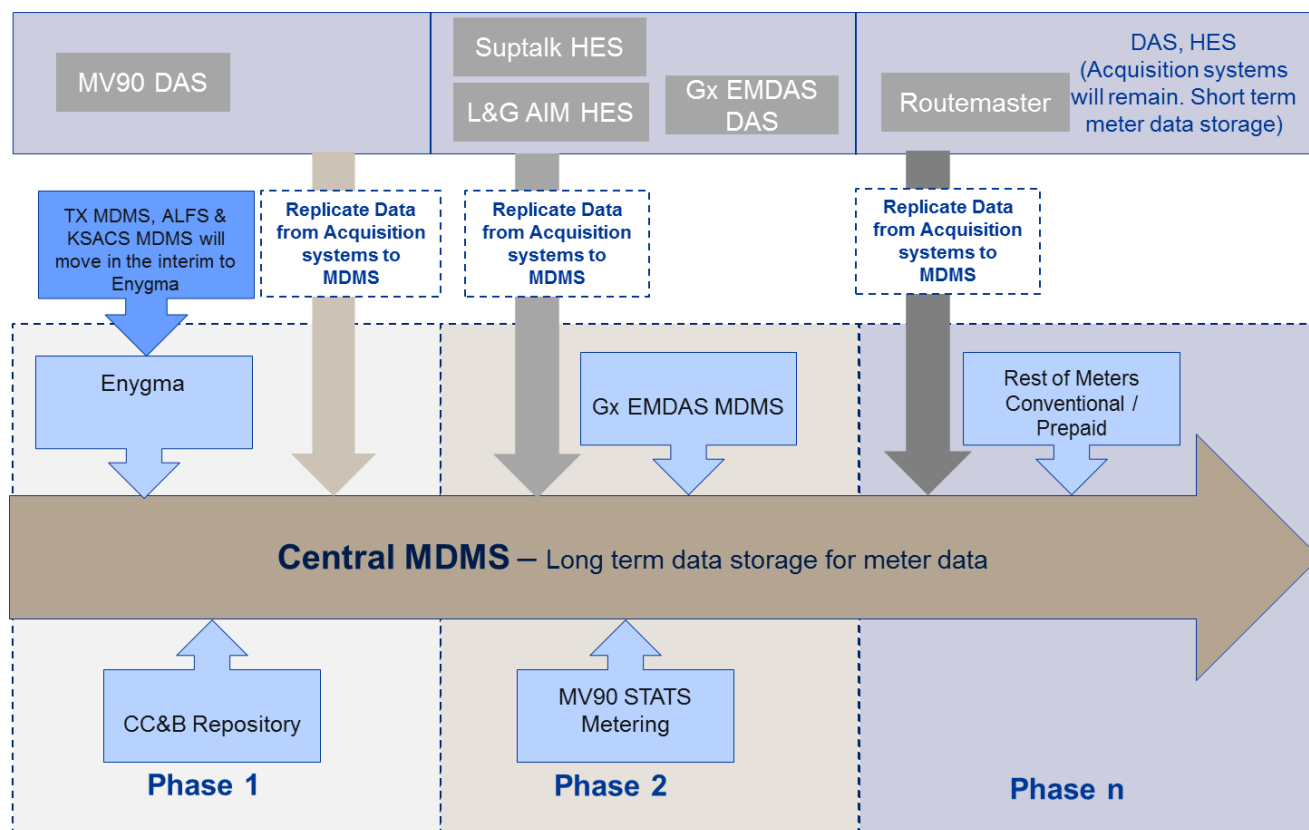 MV90 DAS
Suptalk HES
L&G AIM HES
Gx EMDAS
DAS
Routemaster
DAS, HES
(Acquisition systems
will remain. Short term
meter data storage)
TX MDMS, ALFS &
KSACS MDMS will
move in the interim to
Enygma
Replicate Data
from Acquisition
systems to
MDMS
Replicate Data
from Acquisition
systems to
MDMS
Replicate Data
from Acquisition
systems to
MDMS
Enygma
Gx EMDAS MDMS
Rest of Meters
Conventional /
Prepaid
Central MDMS – Long term data storage for meter data
CC&B Repository
MV90 STATS
Metering
Phase 1
Phase 2
Phase n